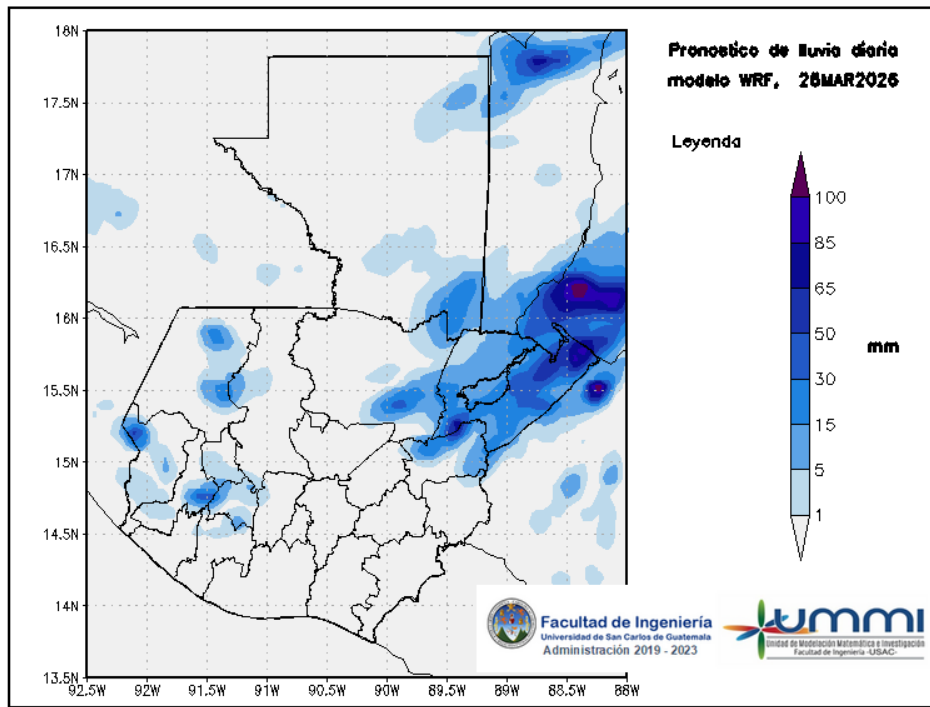 Pronostico de lluvia diaria
modelo WRF, 28MAR2026
Leyenda
100
85
65
50
30
15
5
1
mm
18N
17.5N
17N
16.5N
16N
15.5N
15N
14.5N
14N
13.5N
92.5W
92W
91.5W
91W
90.5W
90W
89.5W
89W
88.5W
88W
Facultad de Ingeniería
Universidad de San Carlos de Guatemala
Administración 2019 - 2023
UMMI
Unidad de Modelación Matemática e Investigación
Facultad de Ingeniería -USAC-